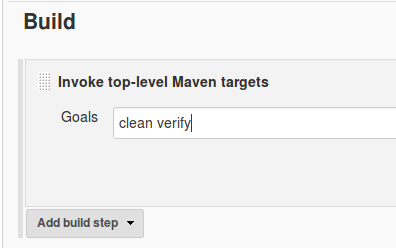 Build
Invoke top-level Maven targets
Goals
clean verify
Add build step